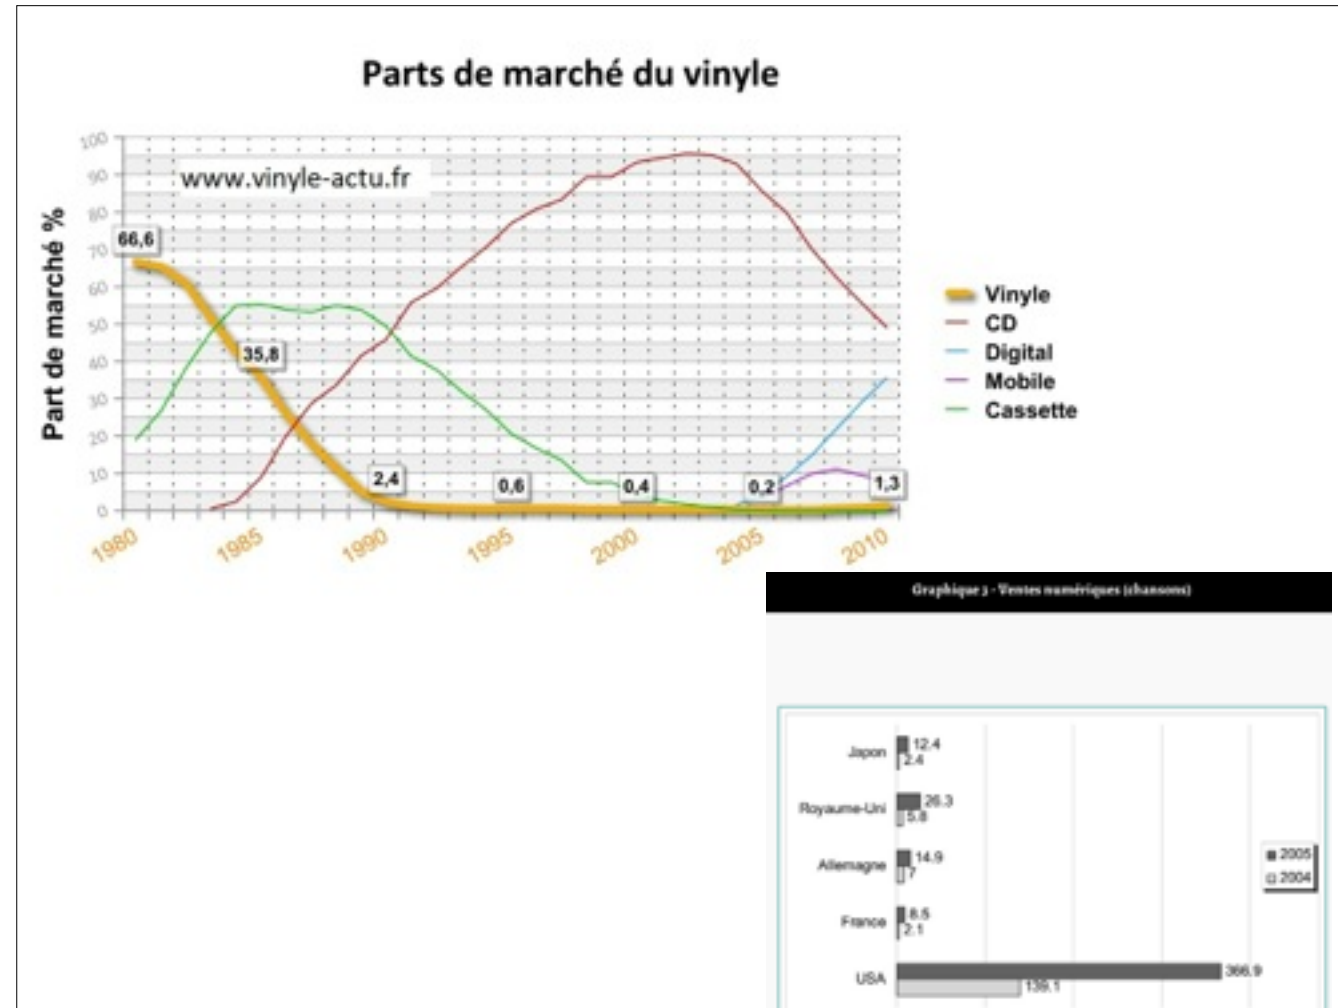 Parts de marché du vinyle
www.vinyle-actu.fr
Part de marché %
100
90
80
70
60
50
40
30
20
10
0
66,6
35,8
2,4
0,6
0,4
0,2
1,3
1980
1985
1990
1995
2000
2005
2010
Vinyle
CD
Digital
Mobile
Cassette
Graphique 3 - Ventes numériques (chansons)
Japon
12.4
2.4
Royaume-Uni
26.3
5.8
Allemagne
14.9
7
France
8.5
2.1
USA
366.9
139.1
2005
2004